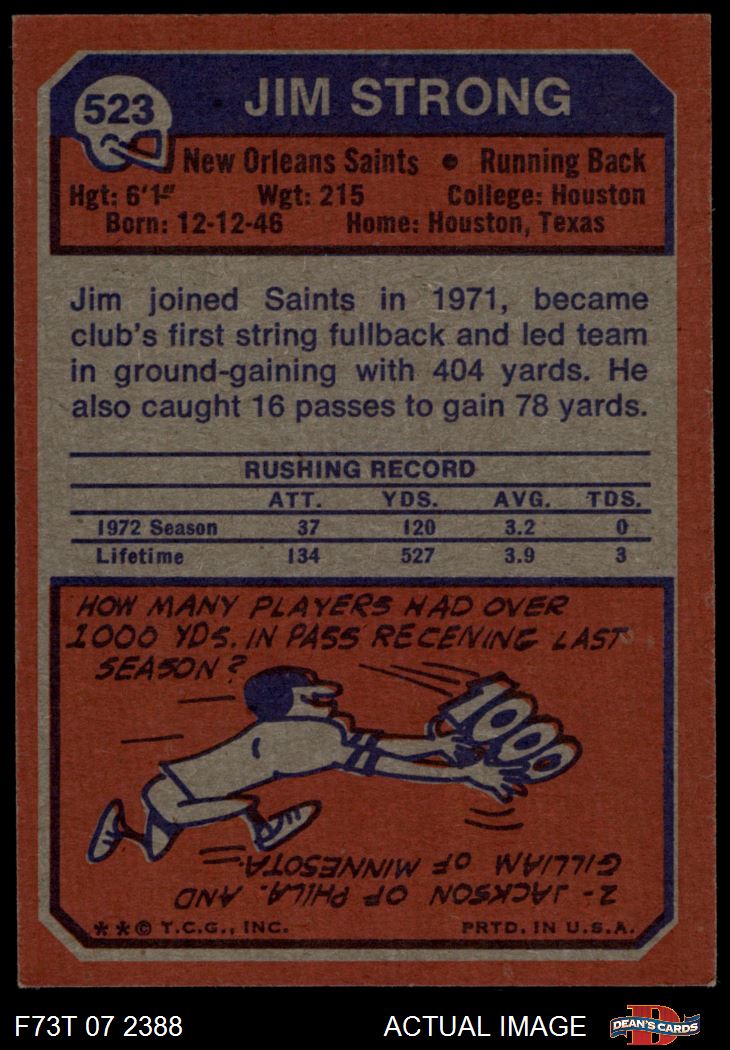 523
JIM STRONG
New Orleans Saints • Running Back
Hgt: 6'1" Wgt: 215 College: Houston
Born: 12-12-46 Home: Houston, Texas
Jim joined Saints in 1971, became
club's first string fullback and led team
in ground-gaining with 404 yards. He
also caught 16 passes to gain 78 yards.
RUSHING RECORD
ATT. YDS. AVG. TDS.
1972 Season 37 120 3.2 0
Lifetime 134 527 3.9 3
HOW MANY PLAYERS HAD OVER
1000 YDS. IN PASS RECEIVING LAST
SEASON?
1000
2- JACKSON OF PHILA. AND
GILLIAM OF MINNESOTA.
**© T.C.G., INC. PRTD. IN U.S.A.
F73T 07 2388 ACTUAL IMAGE D DEAN'S CARDS